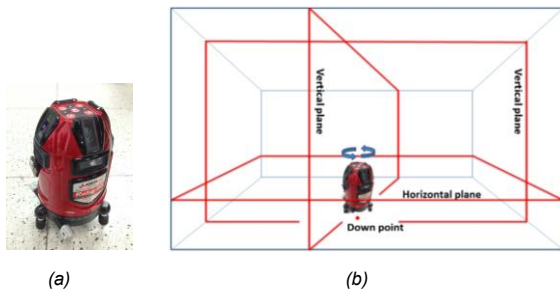 Vertical plane
Vertical plane
Horizontal plane
Down point
(a)
(b)